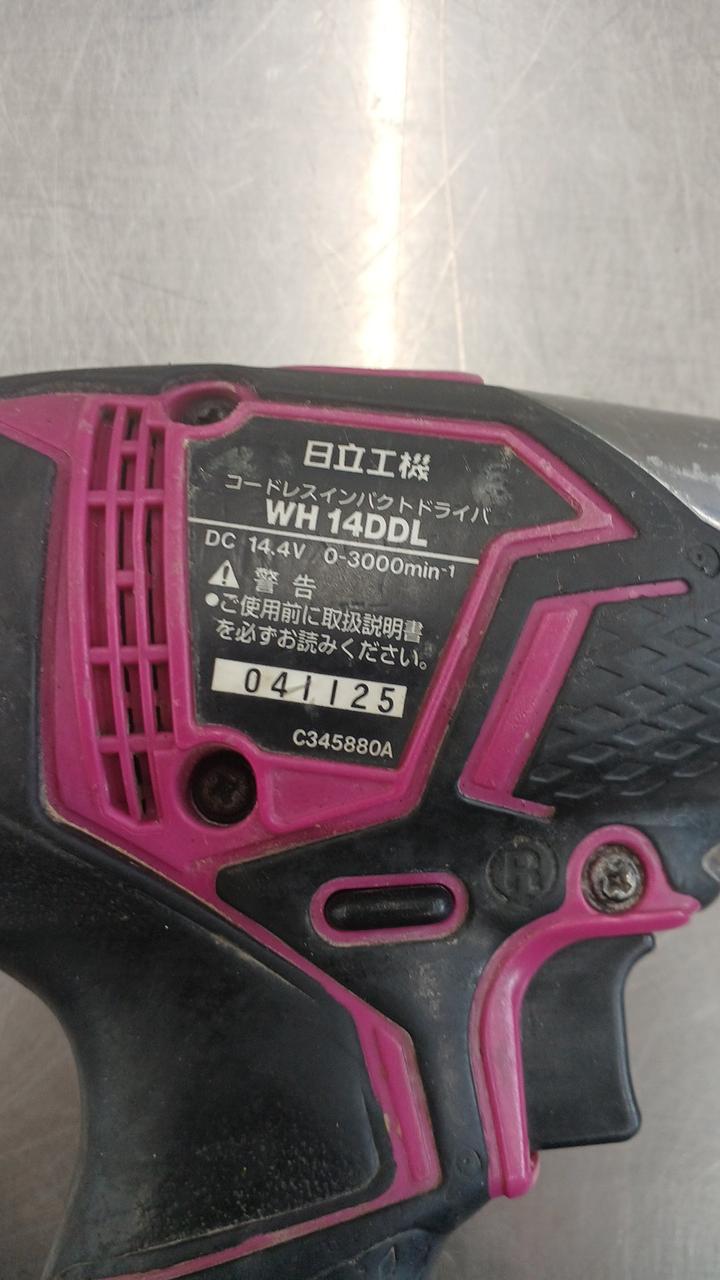 日立工機
コードレスインパクトドライバ
WH 14DDL
DC 14.4V 0-3000min⁻¹
警告
●ご使用前に取扱説明書
を必ずお読みください。
041125
C345880A
R